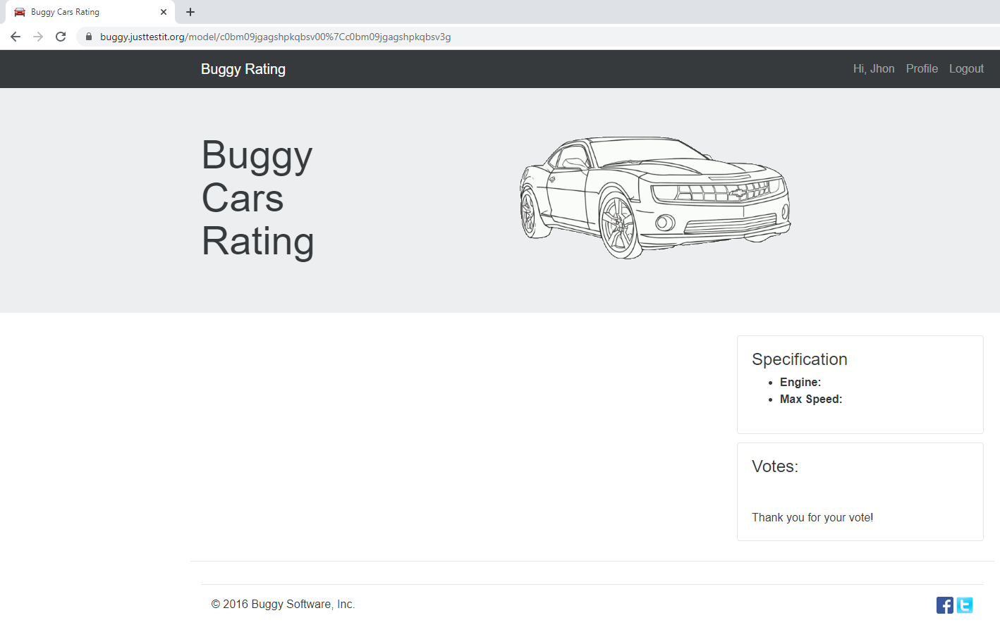 Buggy Cars Rating
buggy.justtestit.org/model/c0bm09jgagshpkqbsv00%7Cc0bm09jgagshpkqbsv3g
Buggy Rating
Hi, Jhon
Profile
Logout
Buggy
Cars
Rating
Specification
Engine:
Max Speed:
Votes:
Thank you for your vote!
© 2016 Buggy Software, Inc.